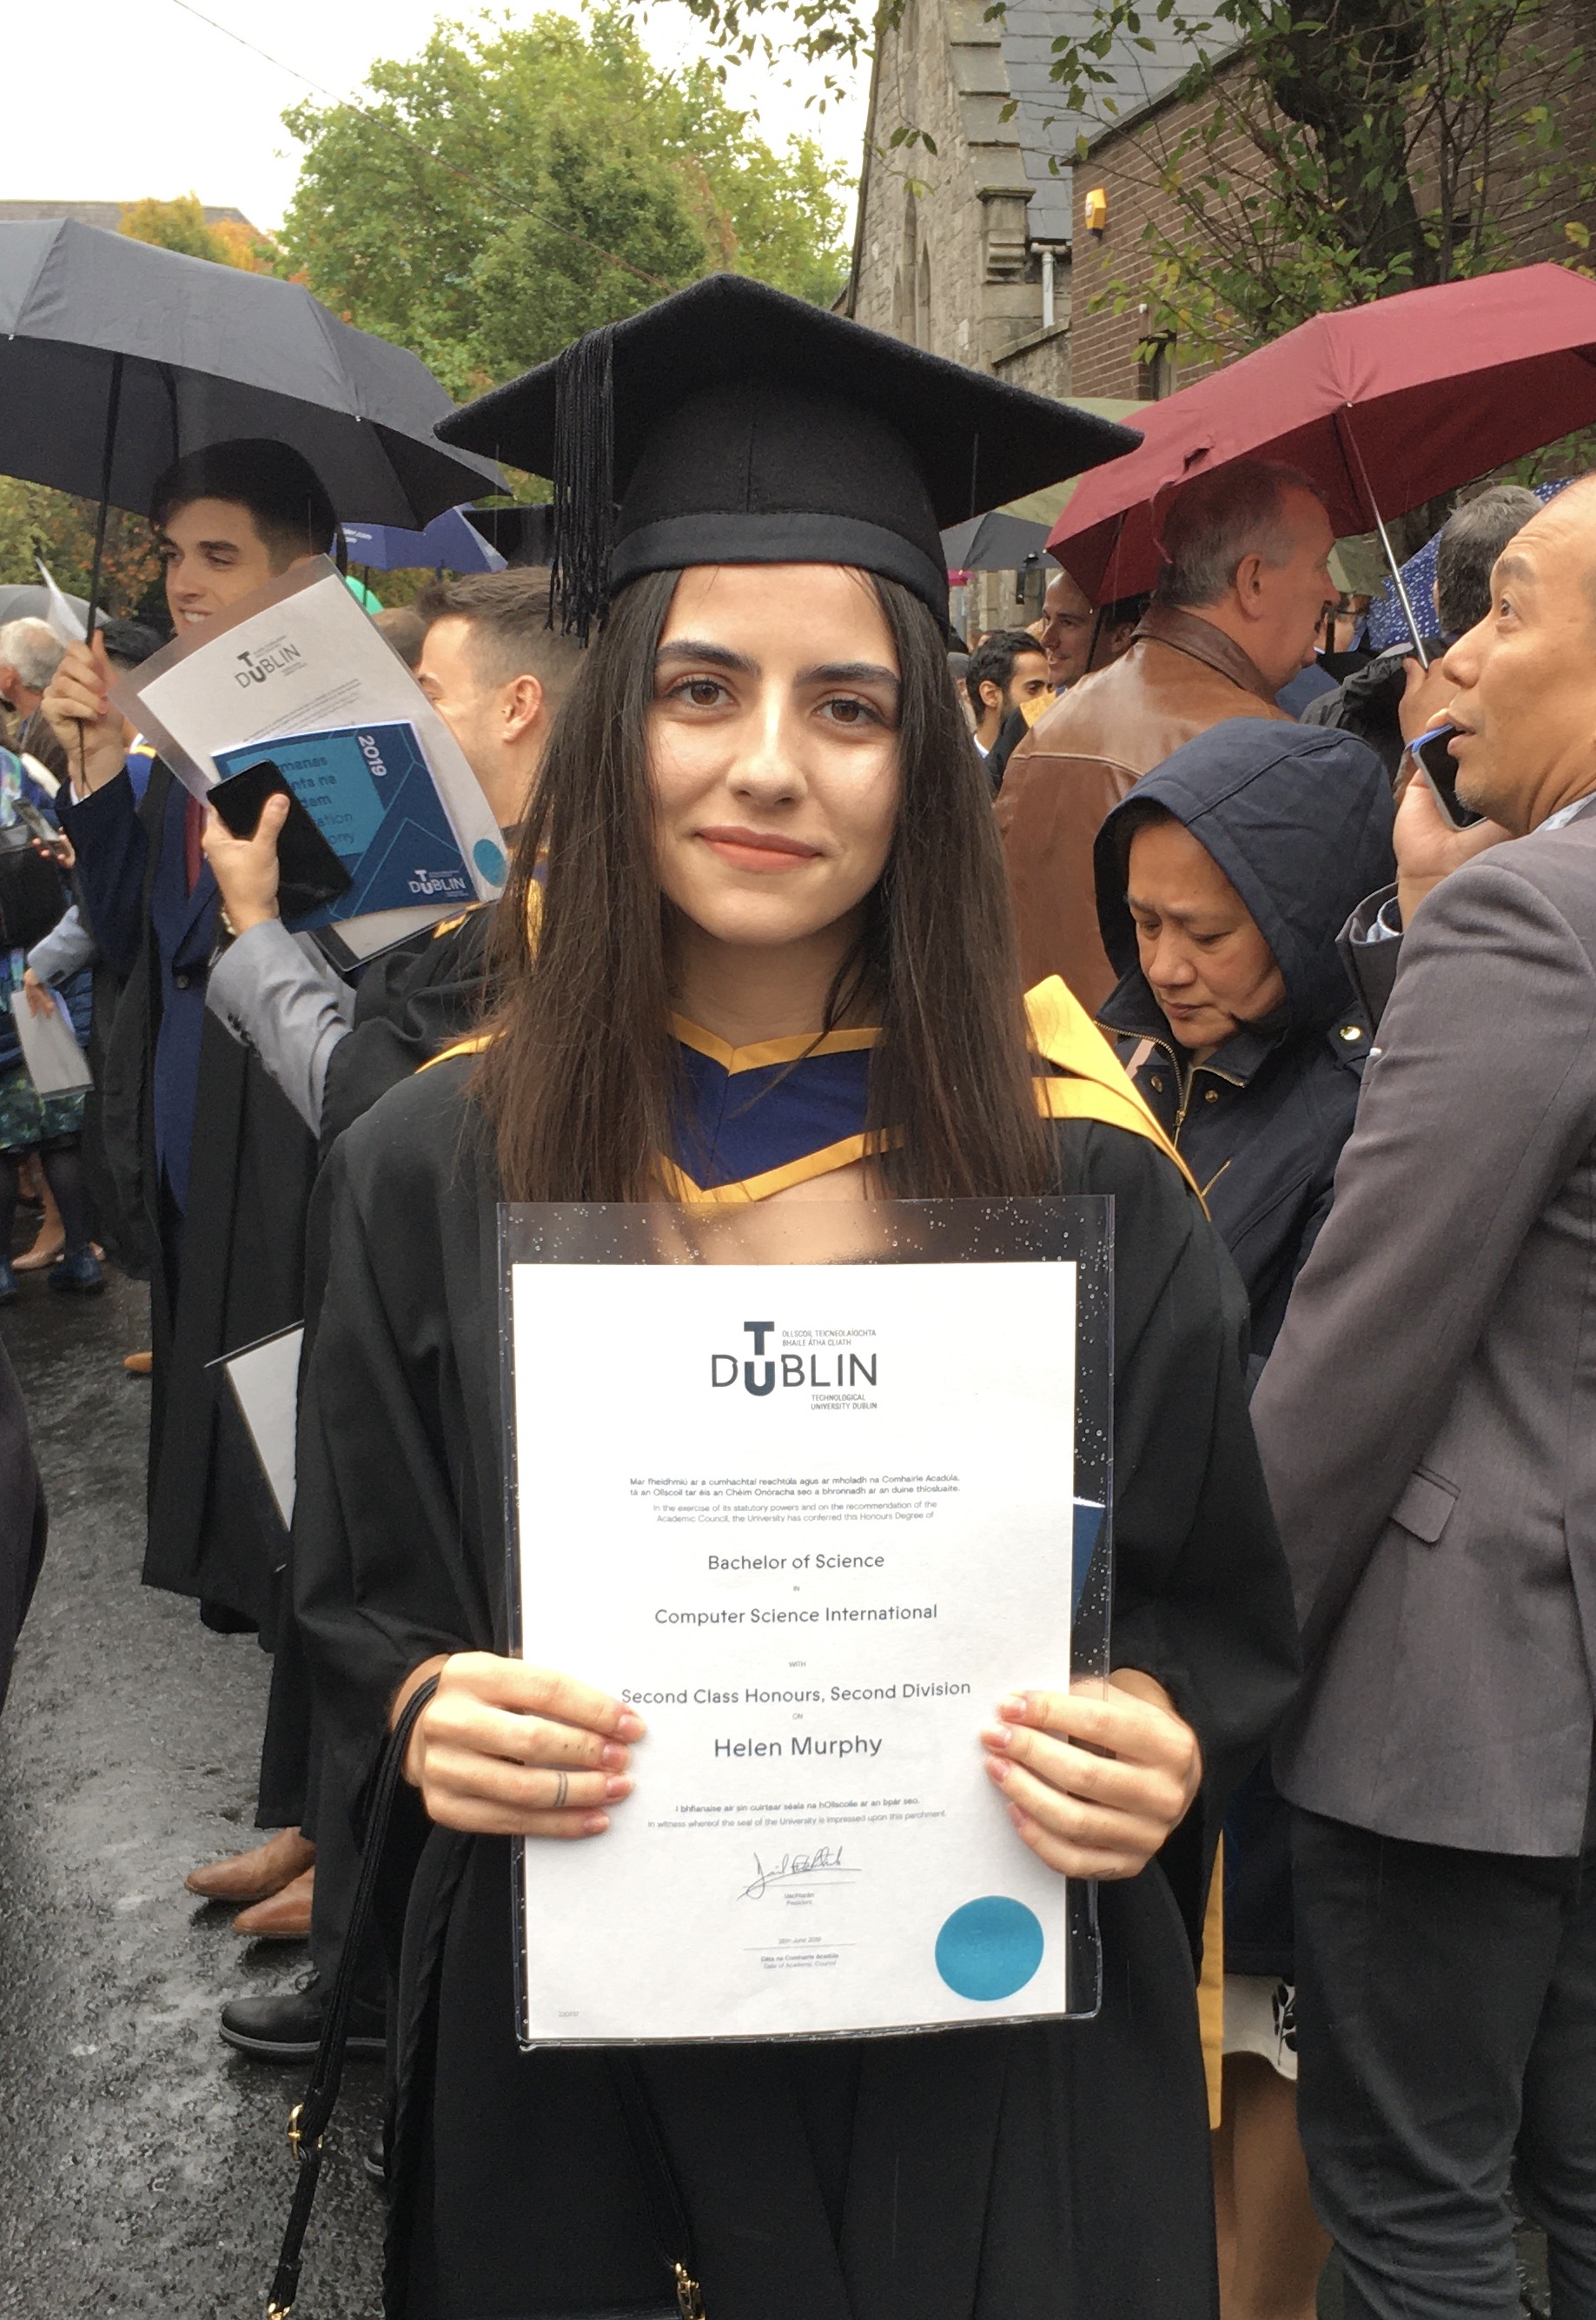 TU DUBLIN
OLLSCOIL TEICNEOLAÍOCHTA
BHAILE ÁTHA CLIATH
TECHNOLOGICAL
UNIVERSITY DUBLIN
Mar fheidhmiú ar a cumhachtaí reachtúla agus ar mholadh na Comhairle Acadúla,
tá an Ollscoil tar éis an Chéim Onóracha seo a bhronnadh ar an duine thíosluaite.
In the exercise of its statutory powers and on the recommendation of the
Academic Council, the University has conferred this Honours Degree of
Bachelor of Science
IN
Computer Science International
WITH
Second Class Honours, Second Division
ON
Helen Murphy
I bhfianaise air sin cuirtear séala na hOllscoile ar an bpár seo.
In witness whereof the seal of the University is impressed upon this parchment.
Uachtarán
President
June 2019
Dáta na Comhairle Acadúla
Date of Academic Council
TU DUBLIN
2019
TU DUBLIN